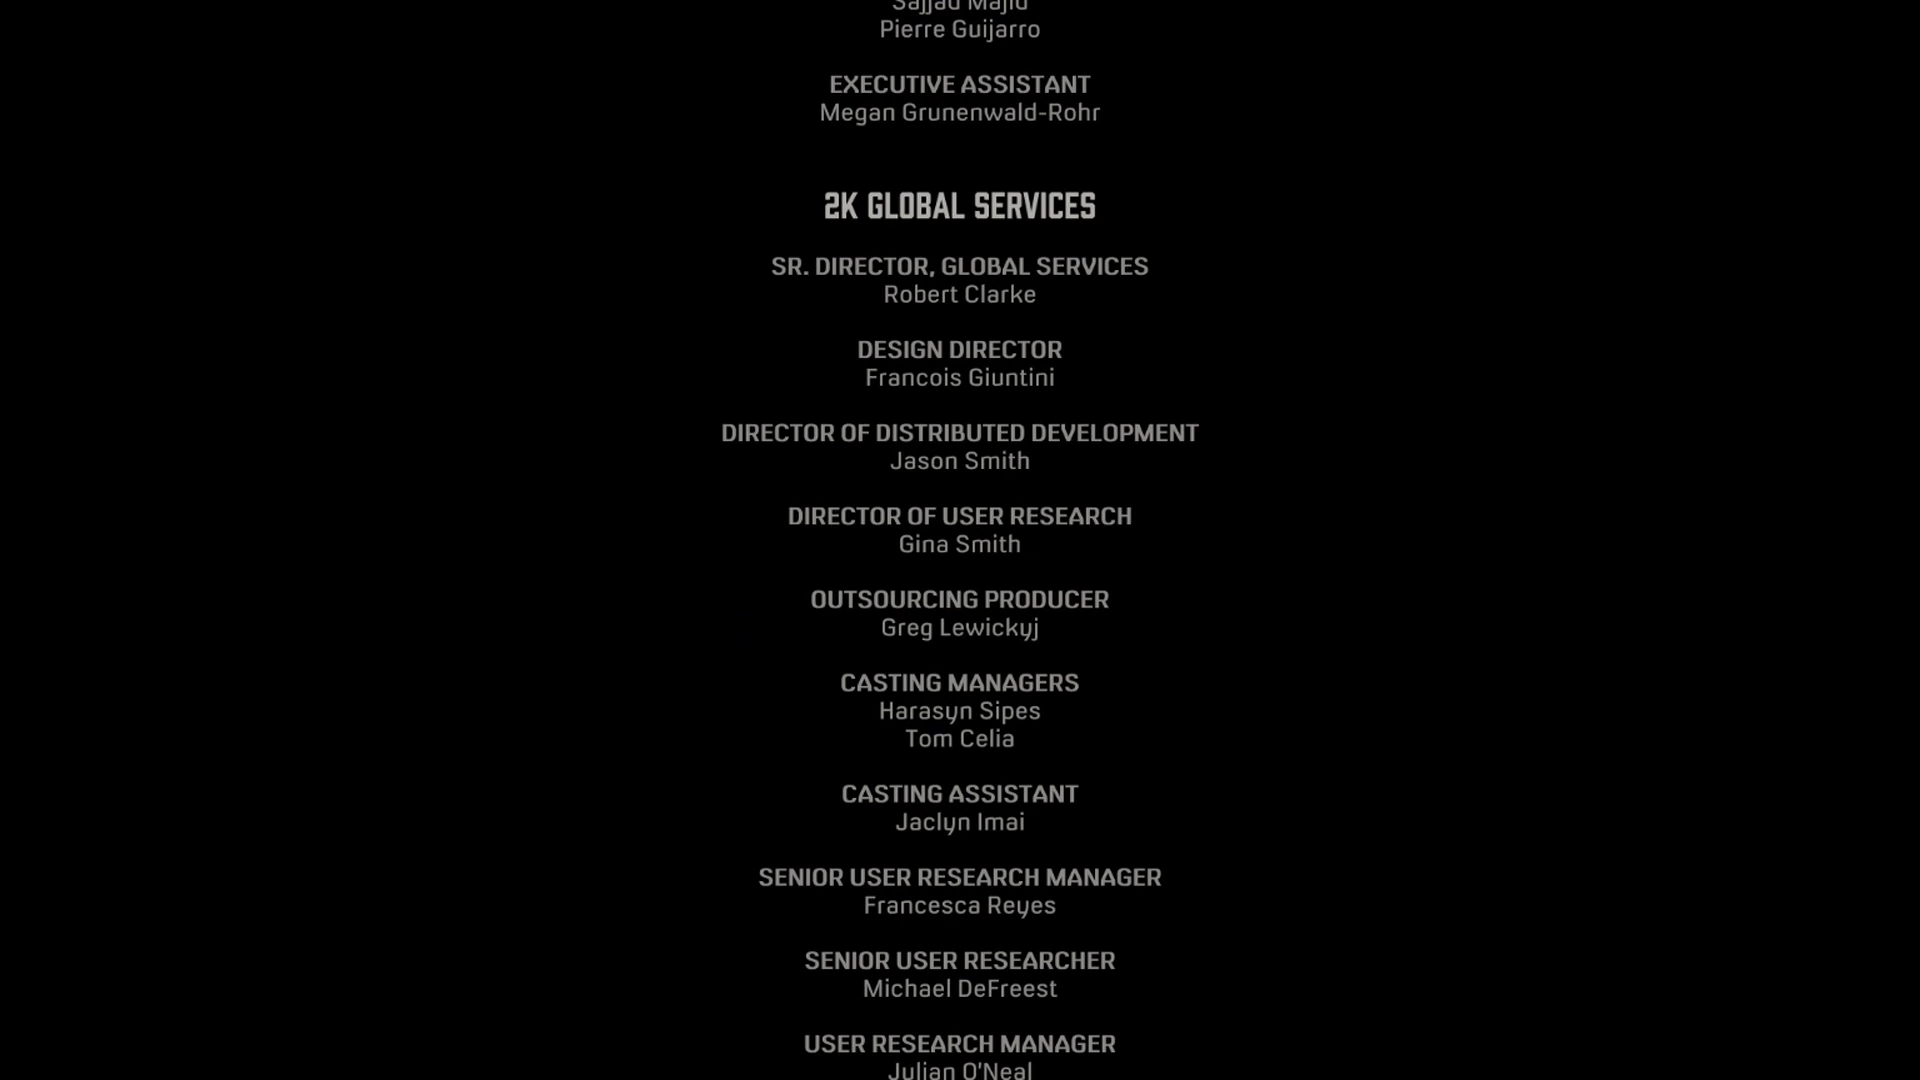 Sajjad Majid
Pierre Guijarro
EXECUTIVE ASSISTANT
Megan Grunenwald-Rohr
2K GLOBAL SERVICES
SR. DIRECTOR, GLOBAL SERVICES
Robert Clarke
DESIGN DIRECTOR
Francois Giuntini
DIRECTOR OF DISTRIBUTED DEVELOPMENT
Jason Smith
DIRECTOR OF USER RESEARCH
Gina Smith
OUTSOURCING PRODUCER
Greg Lewickyj
CASTING MANAGERS
Harasyn Sipes
Tom Celia
CASTING ASSISTANT
Jaclyn Imai
SENIOR USER RESEARCH MANAGER
Francesca Reyes
SENIOR USER RESEARCHER
Michael DeFreest
USER RESEARCH MANAGER
Julian O'Neal